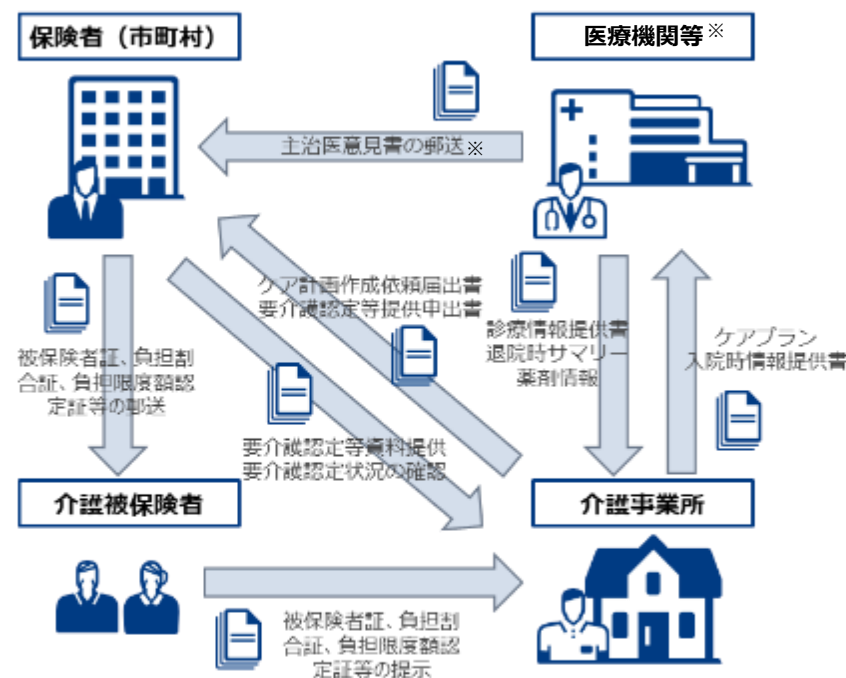 保険者（市町村）
医療機関等※
主治医意見書の郵送※
ケア計画作成依頼届出書
要介護認定等提供申出書
診療情報提供書
退院時サマリー
薬剤情報
ケアプラン
入院時情報提供書
被保険者証、負担割
合証、負担限度額認
定証等の郵送
要介護認定等資料提供
要介護認定状況の確認
介護被保険者
介護事業所
被保険者証、負担割
合証、負担限度額認
定証等の提示